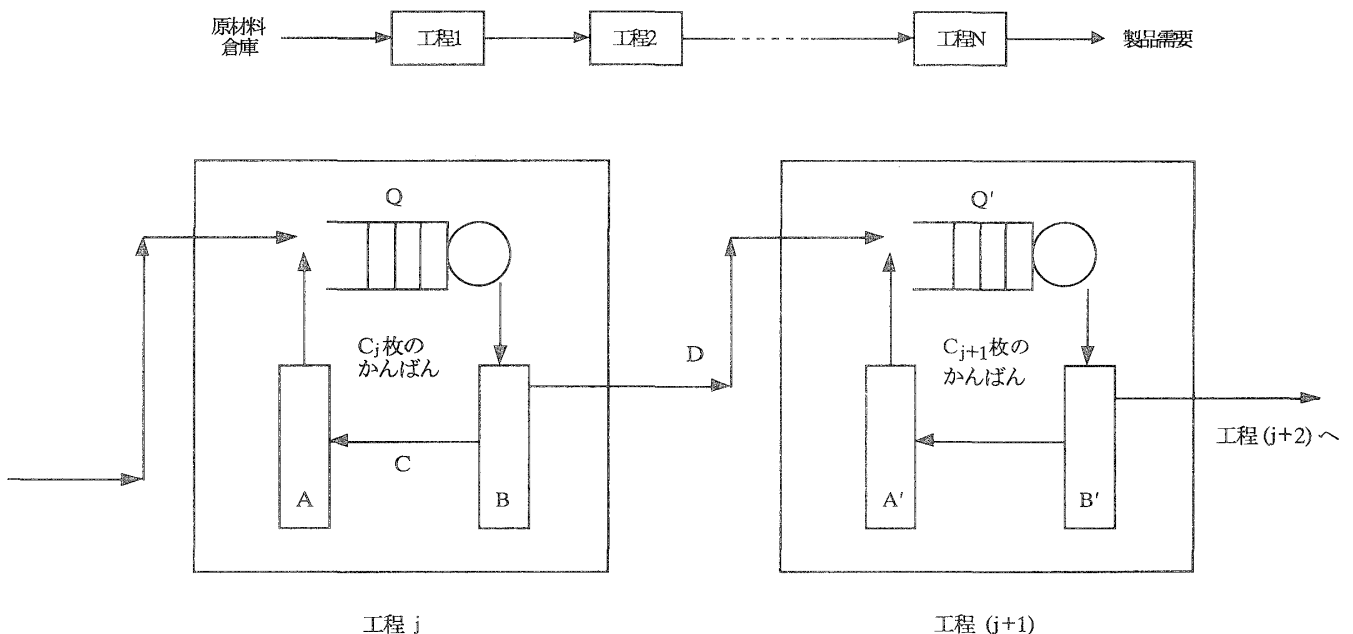 原材料
倉庫
工程1
工程2
工程N
製品需要
Q
Cj枚の
かんばん
A
B
C
D
Q'
Cj+1枚の
かんばん
A'
B'
工程 (j+2) へ
工程 j
工程 (j+1)